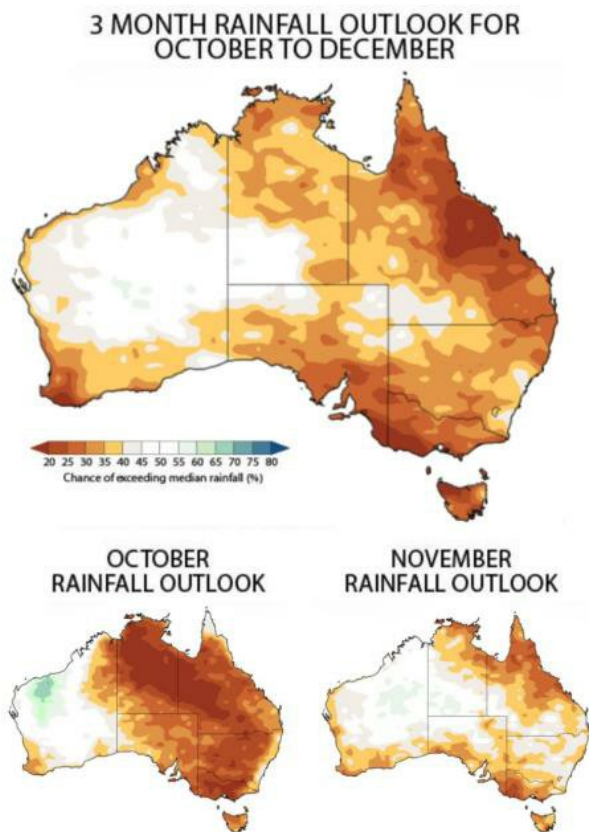 3 MONTH RAINFALL OUTLOOK FOR
OCTOBER TO DECEMBER
20 25 30 35 40 45 50 55 60 65 70 75 80
Chance of exceeding median rainfall (%)
OCTOBER
RAINFALL OUTLOOK
NOVEMBER
RAINFALL OUTLOOK